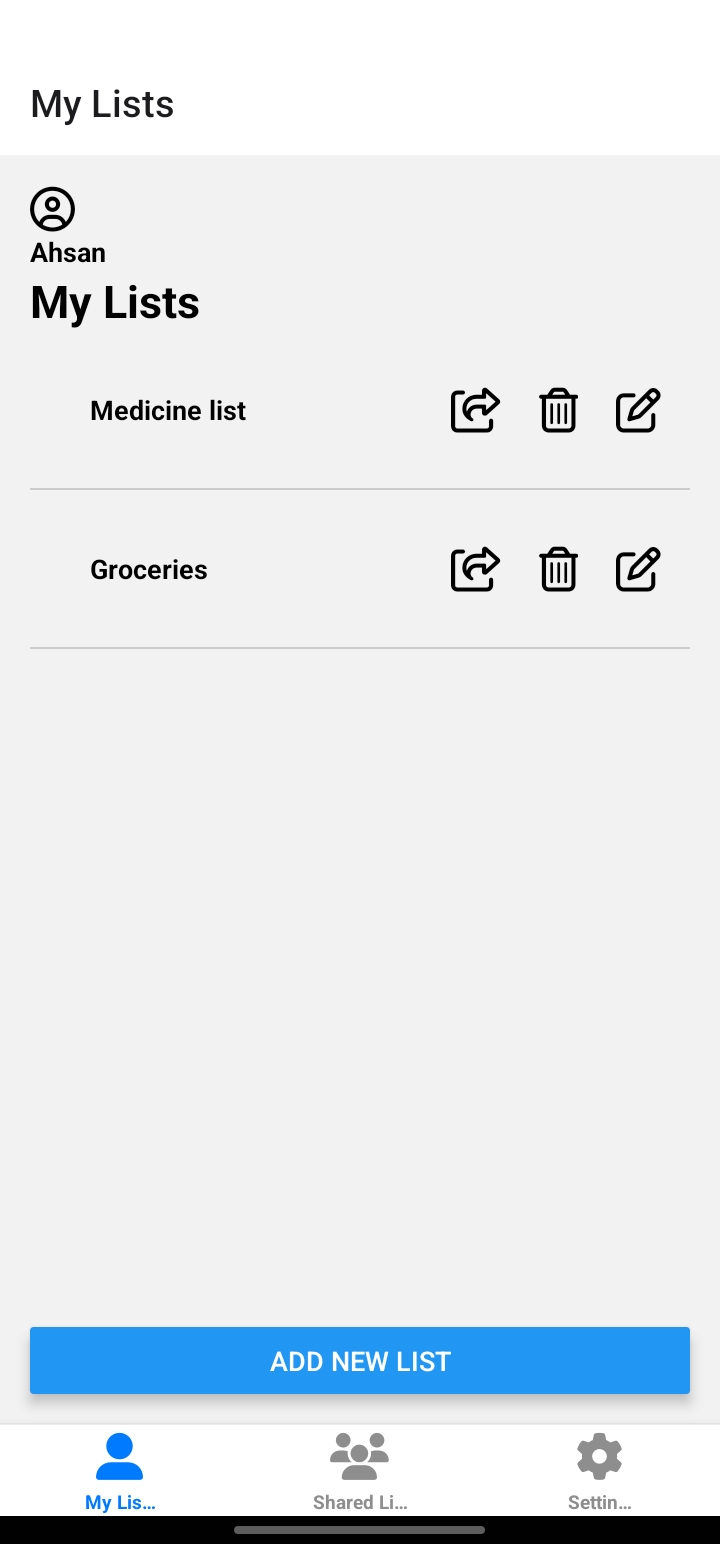 My Lists
Ahsan
My Lists
Medicine list
Groceries
ADD NEW LIST
My Lis...
Shared Li...
Settin...